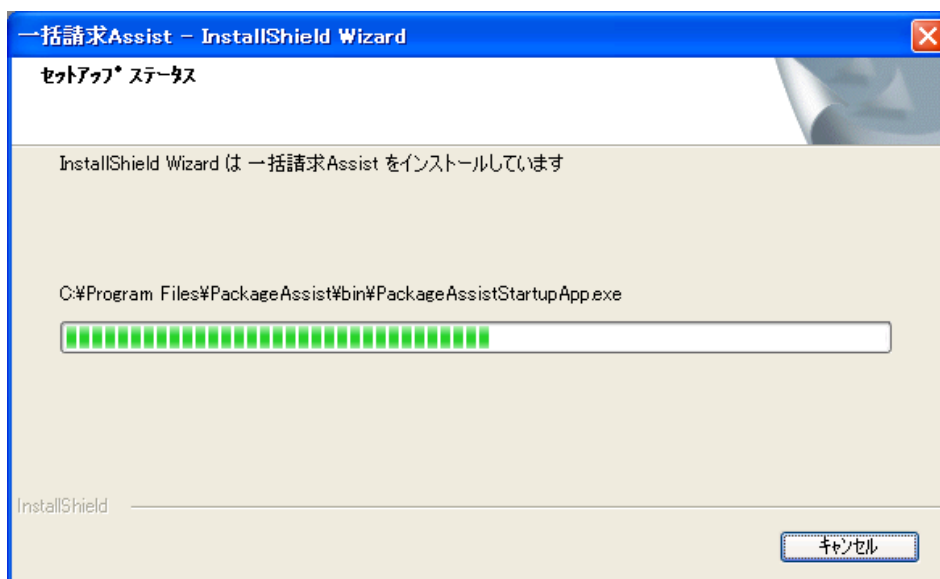 一括請求Assist - InstallShield Wizard
セットアップ ステータス
InstallShield Wizard は 一括請求Assist をインストールしています
C:¥Program Files¥PackageAssist¥bin¥PackageAssistStartupApp.exe
InstallShield
キャンセル